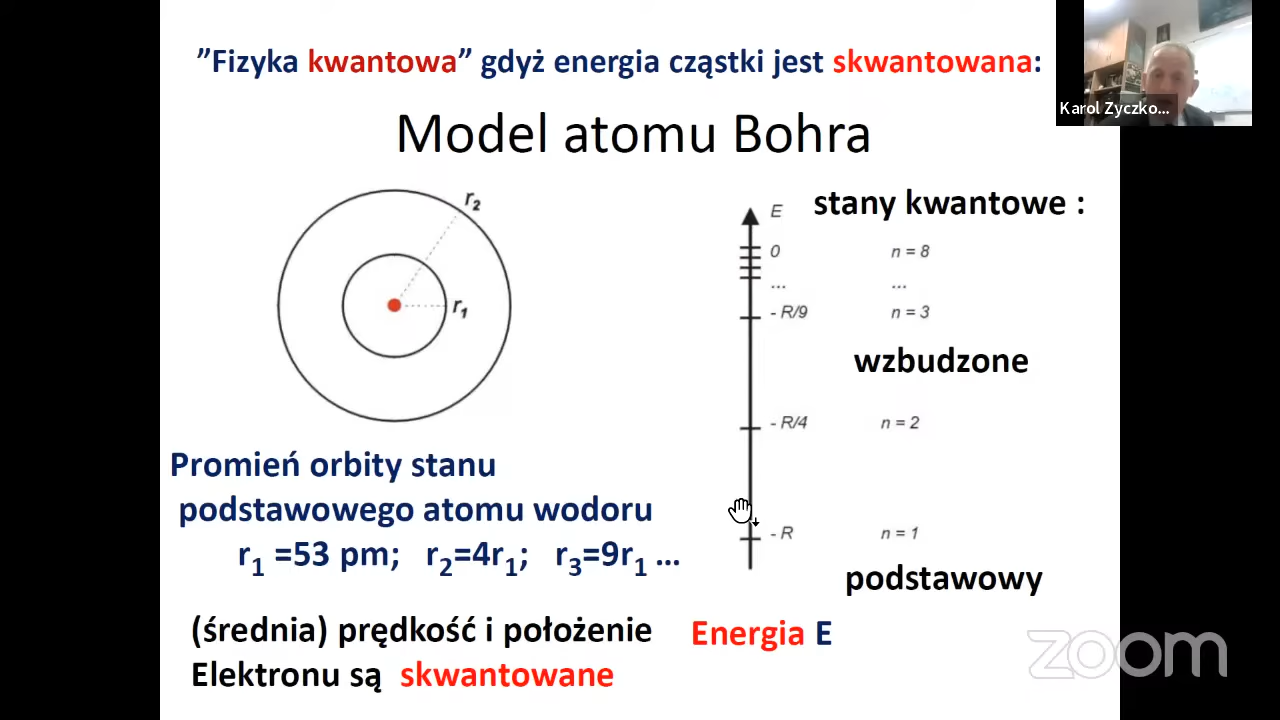 ”Fizyka kwantowa” gdyż energia cząstki jest skwantowana:
Karol Zyczko...
Model atomu Bohra
r2
r1
stany kwantowe :
E
0 n = 8
... ...
- R/9 n = 3
wzbudzone
- R/4 n = 2
- R n = 1
podstawowy
Promień orbity stanu
podstawowego atomu wodoru
r1 =53 pm; r2=4r1; r3=9r1 ...
(średnia) prędkość i położenie
Elektronu są skwantowane
Energia E
zoom